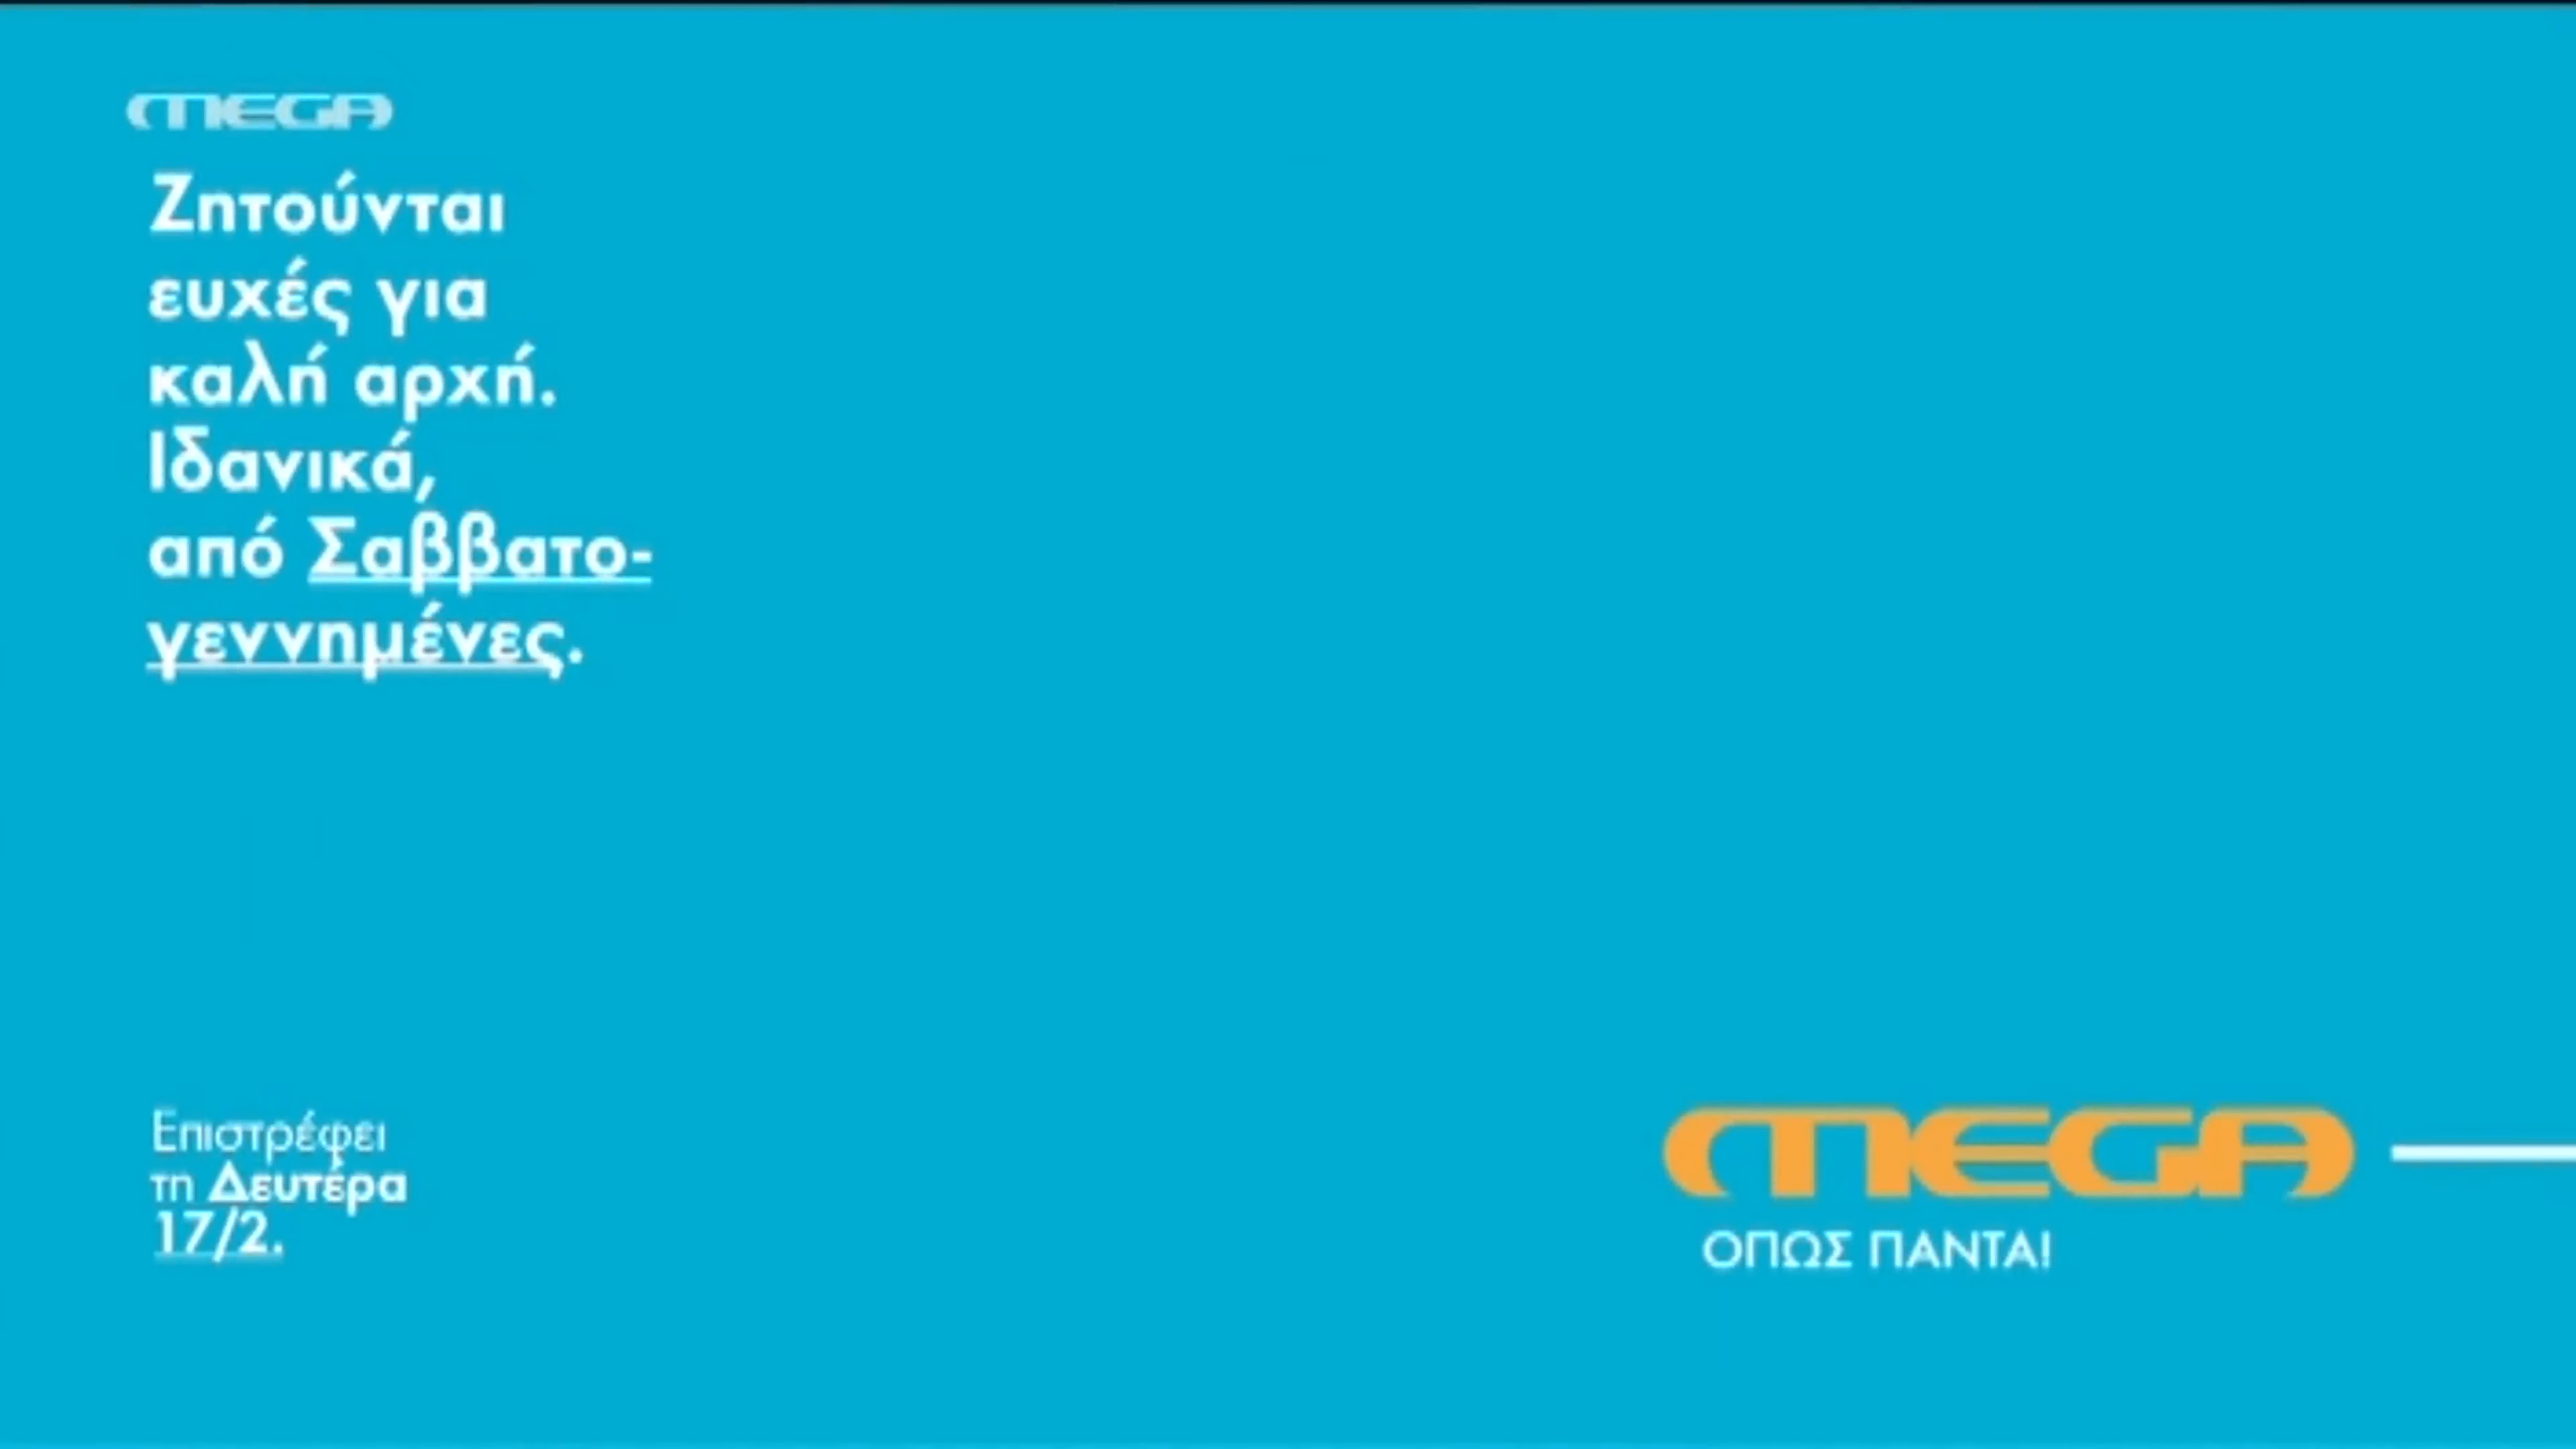 MEGA
Ζητούνται
ευχές για
καλή αρχή.
Ιδανικά,
από Σαββατο-
γεννημένες.
Επιστρέφει
τη Δευτέρα
17/2.
MEGA
ΟΠΩΣ ΠΑΝΤΑ!